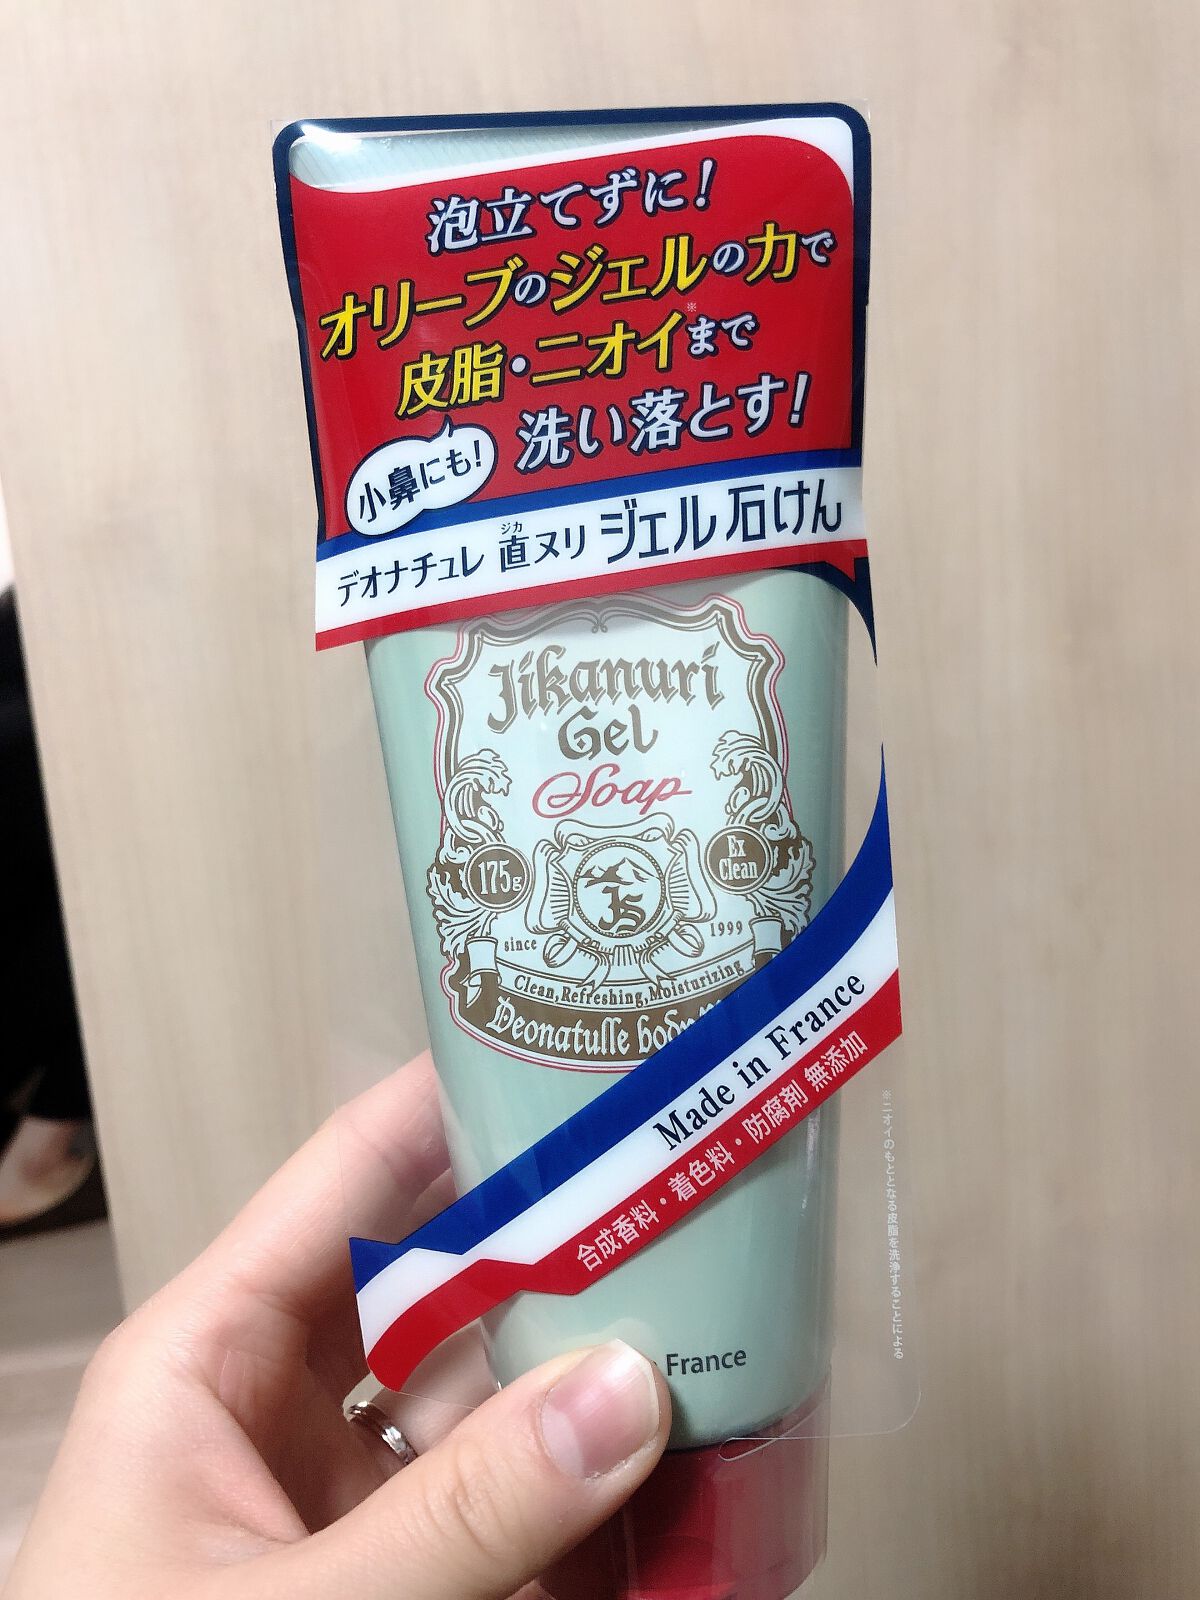 泡立てずに!
オリーブのジェルの力で
皮脂・ニオイ※まで
洗い落とす!
小鼻にも!
デオナチュレ 直ヌリ ジェル石けん
ジカ
Jikanuri
Gel
Soap
175g
Ex
Clean
JS
since 1999
Clean,Refreshing,Moisturizing
Deonatulle body
Made in France
合成香料・着色料・防腐剤 無添加
※ニオイのもととなる皮脂を洗浄することによる
France